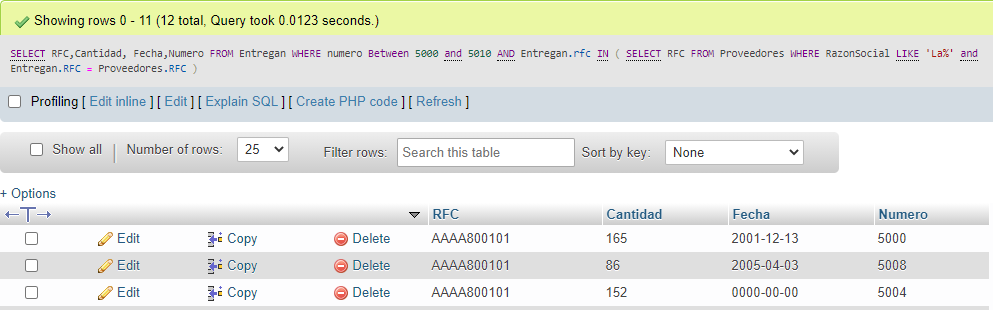 Showing rows 0 - 11 (12 total, Query took 0.0123 seconds.)
SELECT RFC,Cantidad, Fecha,Numero FROM Entregan WHERE numero Between 5000 and 5010 AND Entregan.rfc IN ( SELECT RFC FROM Proveedores WHERE RazonSocial LIKE 'La%' and
Entregan.RFC = Proveedores.RFC )
Profiling [ Edit inline ] [ Edit ] [ Explain SQL ] [ Create PHP code ] [ Refresh ]
Show all | Number of rows: 25 Filter rows: Search this table Sort by key: None
+ Options
←T→ RFC Cantidad Fecha Numero
Edit Copy Delete AAAA800101 165 2001-12-13 5000
Edit Copy Delete AAAA800101 86 2005-04-03 5008
Edit Copy Delete AAAA800101 152 0000-00-00 5004